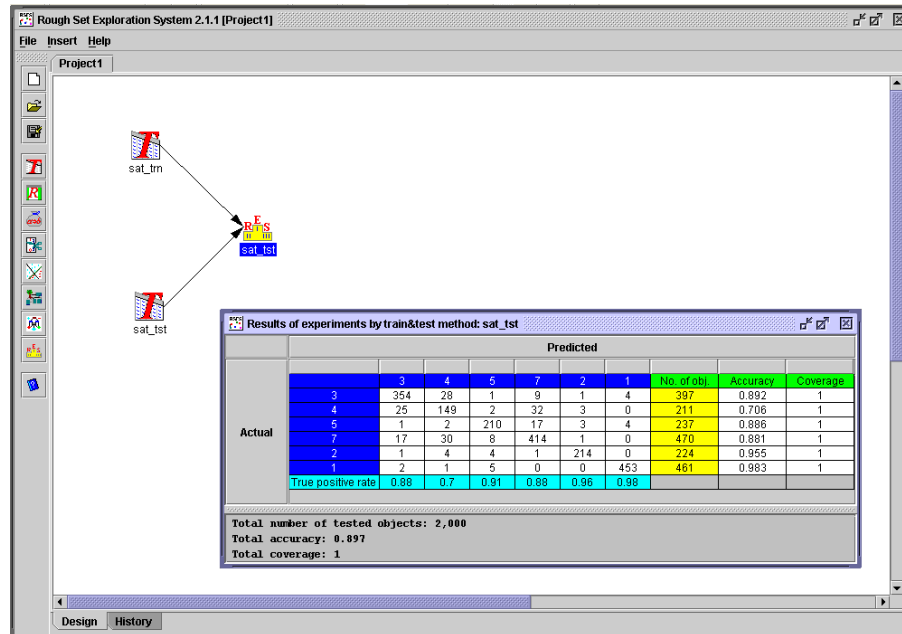 Rough Set Exploration System 2.1.1 [Project1]
File Insert Help
Project1
sat_trn
R E S
sat_tst
sat_tst
Results of experiments by train&test method: sat_tst
Predicted
3 4 5 7 2 1 No. of obj. Accuracy Coverage
3 354 28 1 9 1 4 397 0.892 1
4 25 149 2 32 3 0 211 0.706 1
Actual
5 1 2 210 17 3 4 237 0.886 1
7 17 30 8 414 1 0 470 0.881 1
2 1 4 4 1 214 0 224 0.955 1
1 2 1 5 0 0 453 461 0.983 1
True positive rate 0.88 0.7 0.91 0.88 0.96 0.98
Total number of tested objects: 2,000
Total accuracy: 0.897
Total coverage: 1
Design History